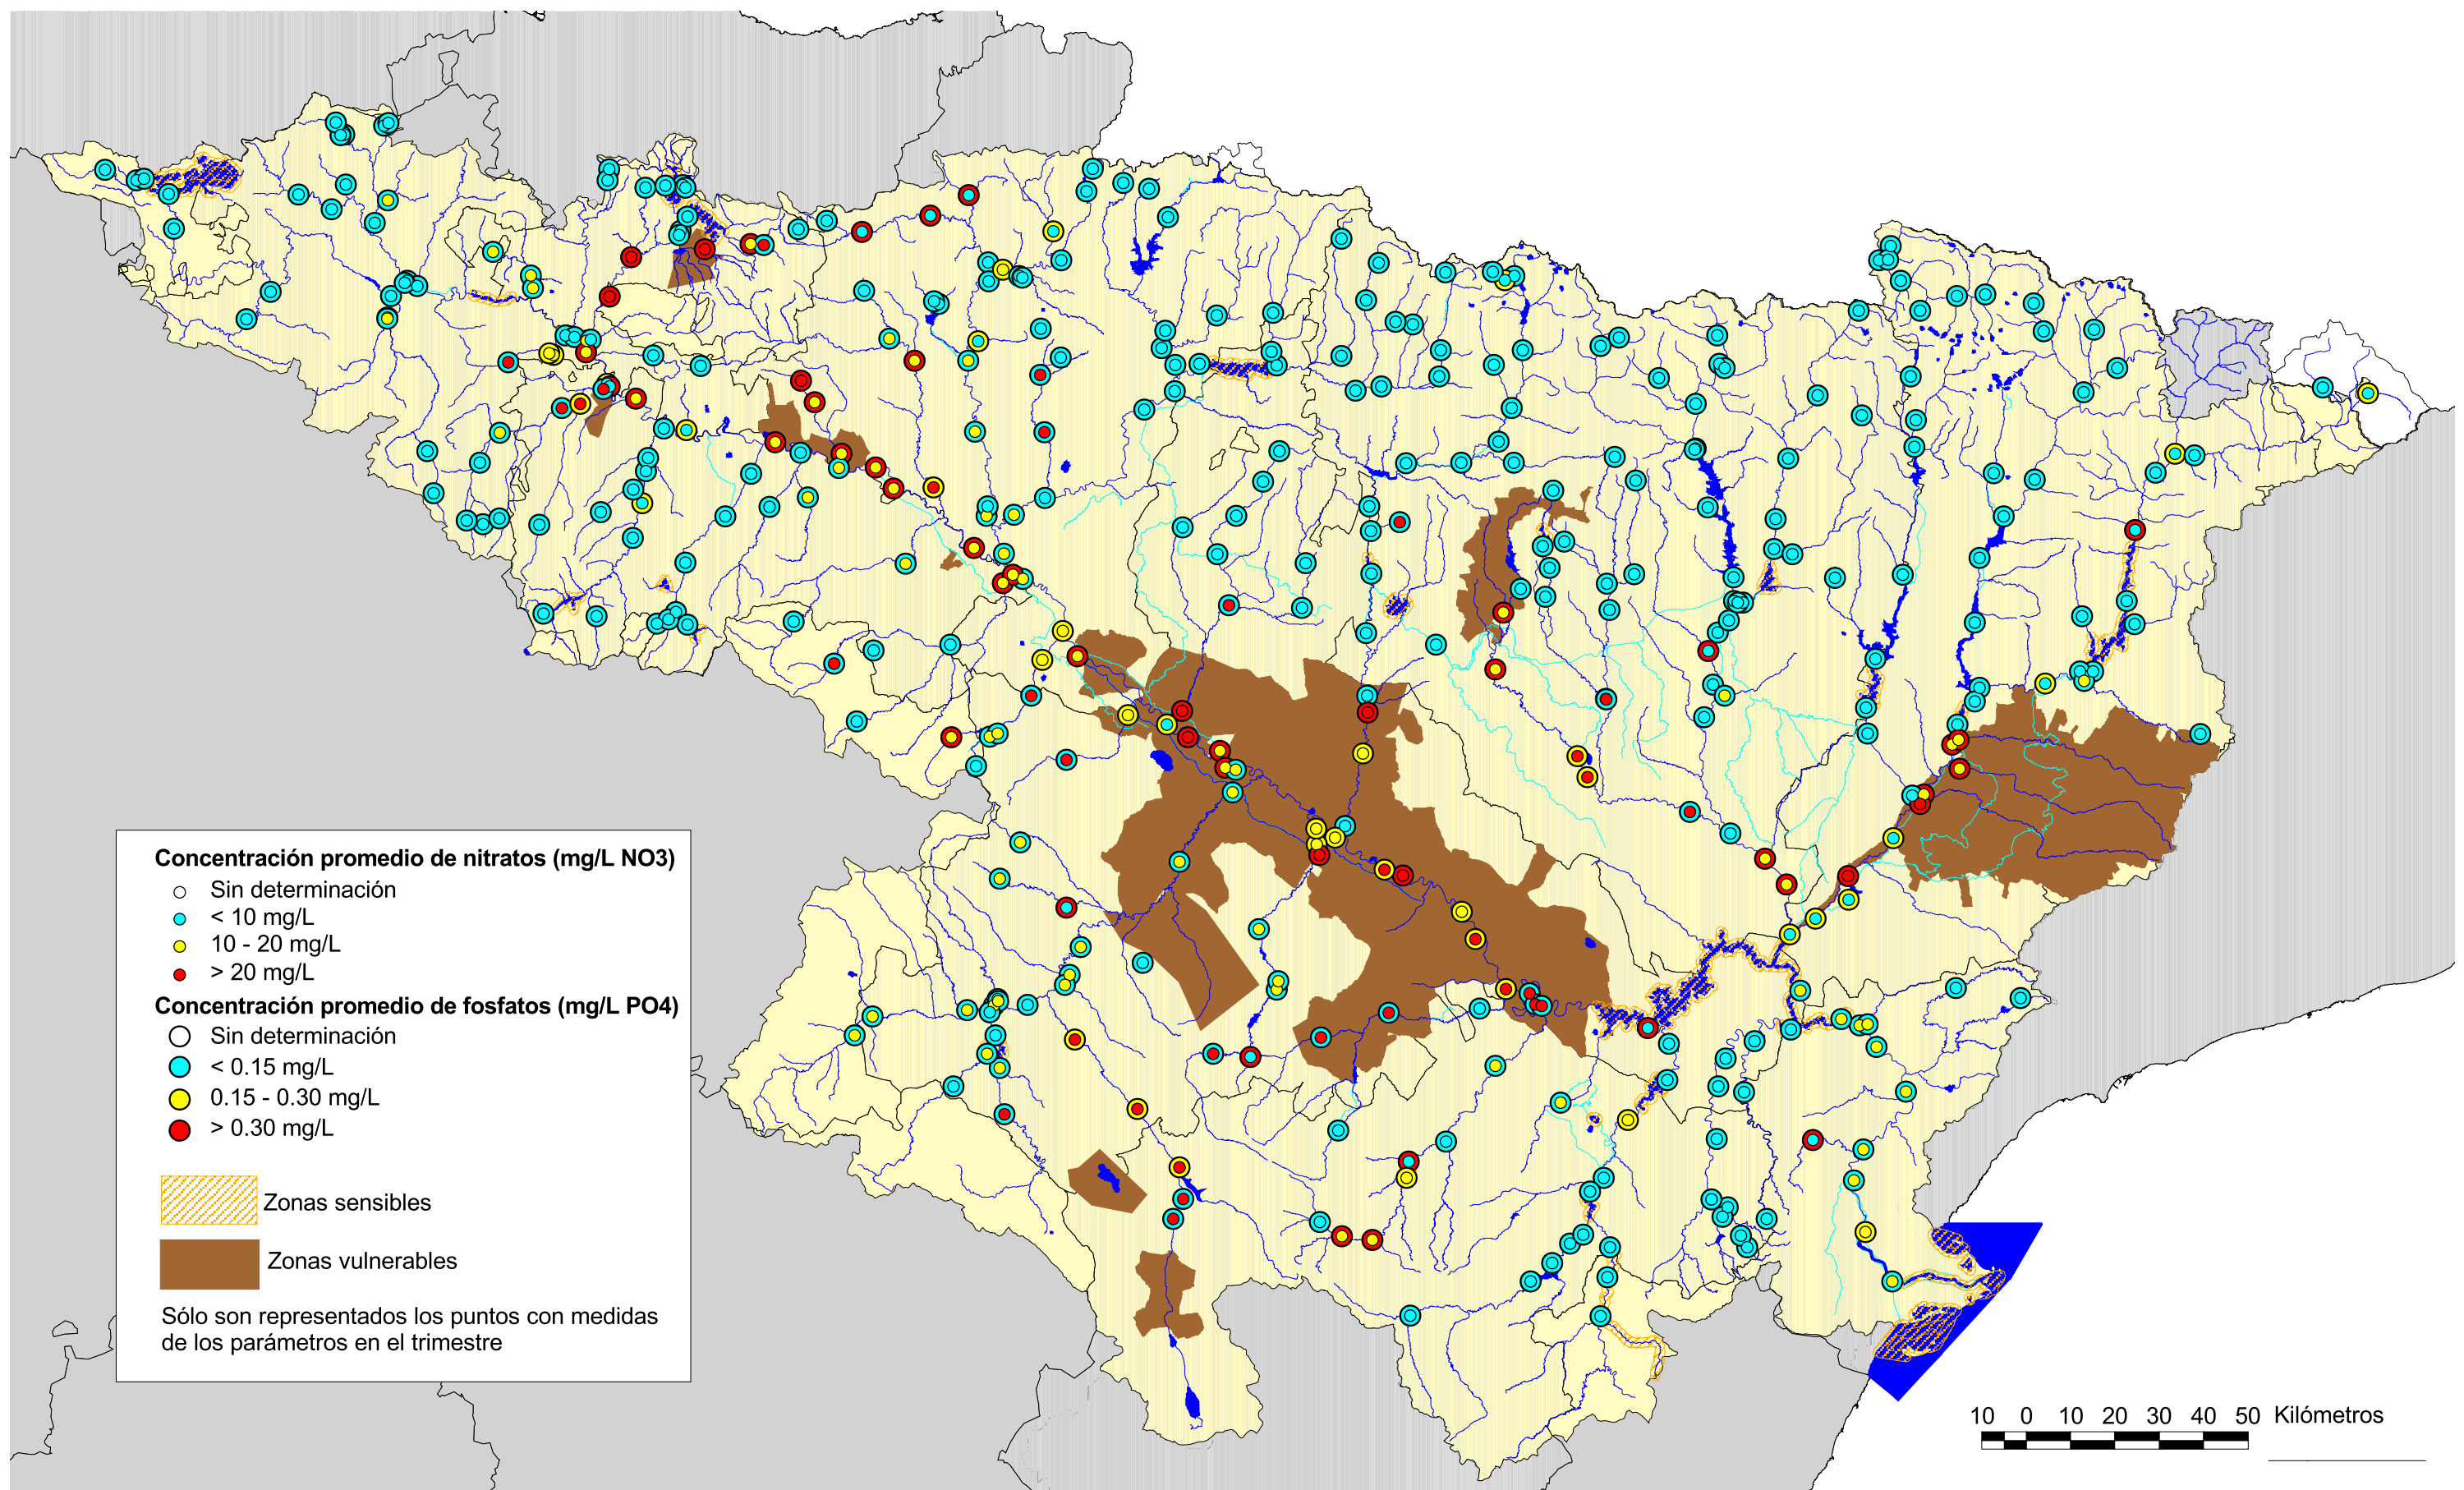 Concentración promedio de nitratos (mg/L NO3)
Sin determinación
< 10 mg/L
10 - 20 mg/L
> 20 mg/L
Concentración promedio de fosfatos (mg/L PO4)
Sin determinación
< 0.15 mg/L
0.15 - 0.30 mg/L
> 0.30 mg/L
Zonas sensibles
Zonas vulnerables
Sólo son representados los puntos con medidas
de los parámetros en el trimestre
10 0 10 20 30 40 50 Kilómetros